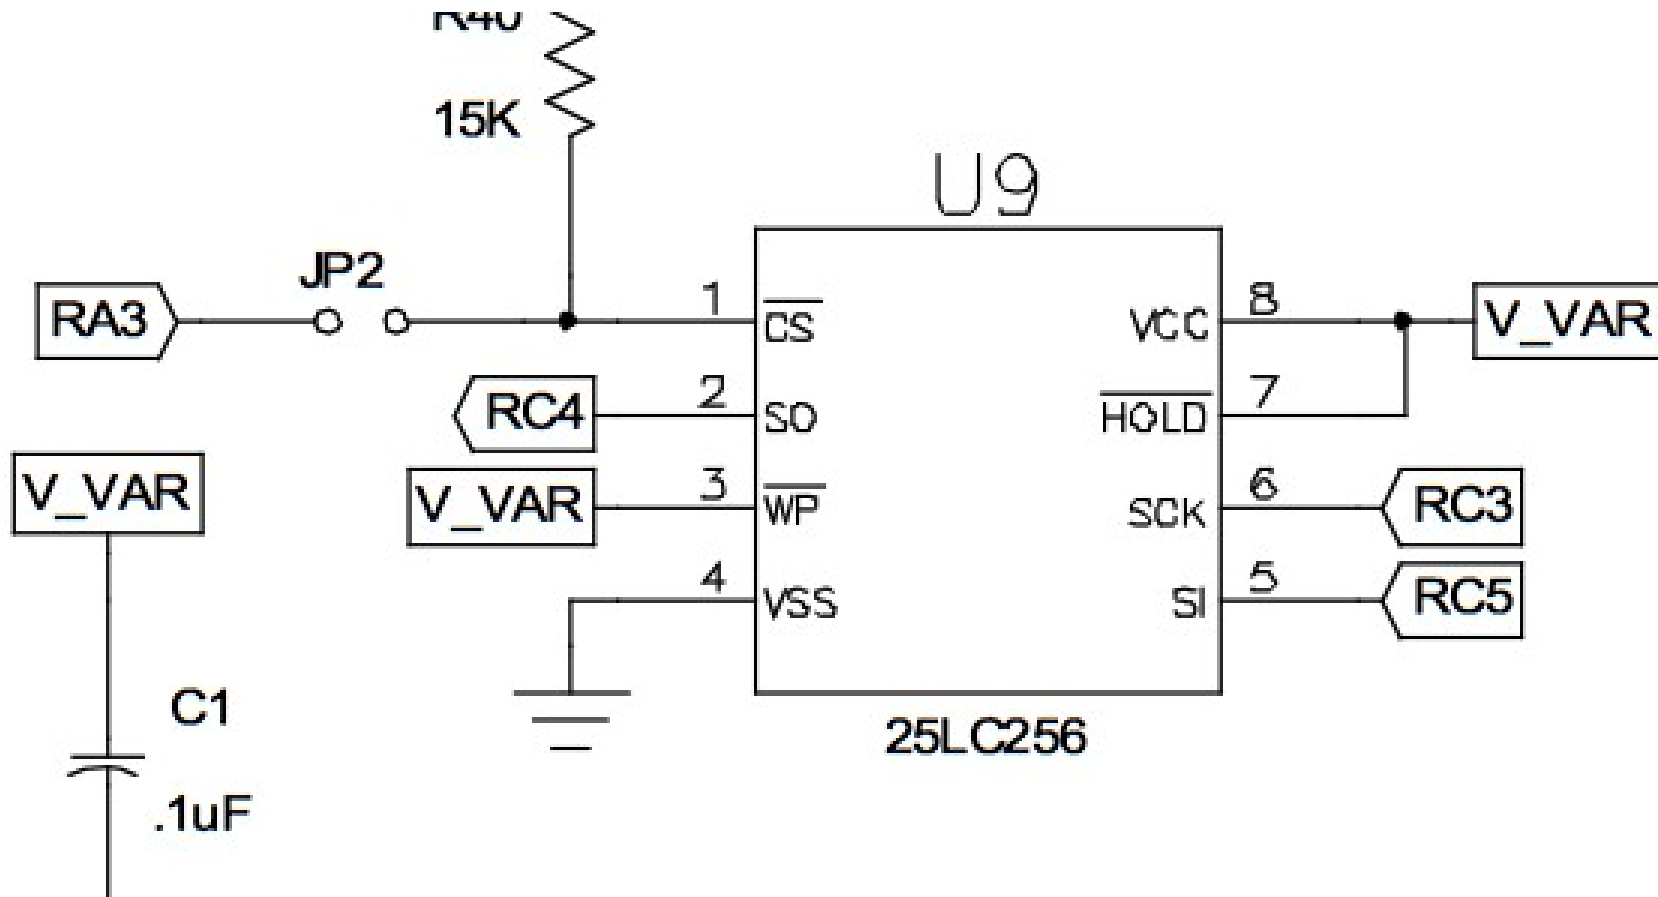 R40
15K
U9
JP2
RA3
1
CS
VCC
8
V_VAR
RC4
2
SO
HOLD
7
V_VAR
V_VAR
3
WP
SCK
6
RC3
4
VSS
SI
5
RC5
C1
25LC256
.1uF